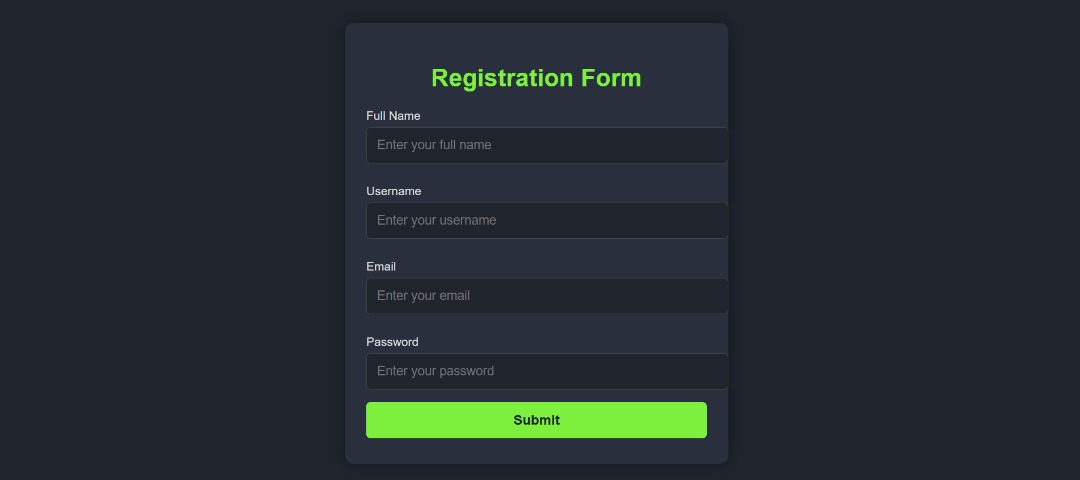 Registration Form
Full Name
Enter your full name
Username
Enter your username
Email
Enter your email
Password
Enter your password
Submit